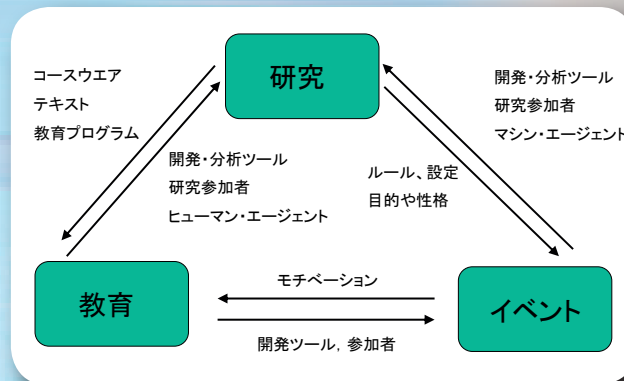 研究
コースウエア
テキスト
教育プログラム
開発・分析ツール
研究参加者
マシン・エージェント
開発・分析ツール
研究参加者
ヒューマン・エージェント
ルール、設定
目的や性格
教育
モチベーション
開発ツール, 参加者
イベント